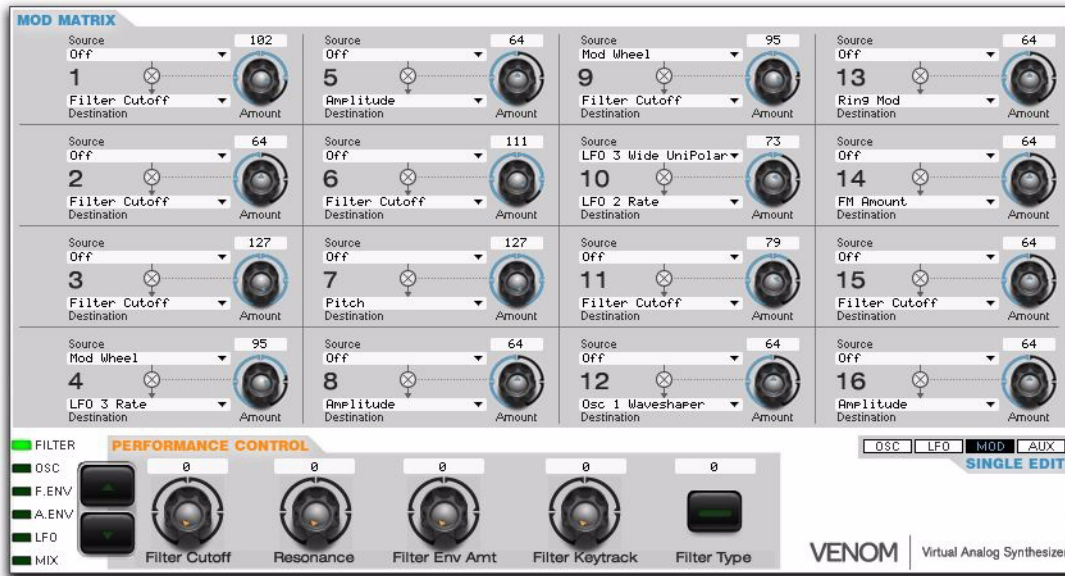 MOD MATRIX
Source 102 Source 64 Source 95 Source 64
Off Off Mod Wheel Off
1 5 9 13
Filter Cutoff Amplitude Filter Cutoff Ring Mod
Destination Amount Destination Amount Destination Amount Destination Amount
Source 64 Source 111 Source 73 Source 64
Off Off LFO 3 Wide UniPolar Off
2 6 10 14
Filter Cutoff Filter Cutoff LFO 2 Rate FM Amount
Destination Amount Destination Amount Destination Amount Destination Amount
Source 127 Source 127 Source 79 Source 64
Off Off Off Off
3 7 11 15
Filter Cutoff Pitch Filter Cutoff Filter Cutoff
Destination Amount Destination Amount Destination Amount Destination Amount
Source 95 Source 64 Source 64 Source 64
Mod Wheel Off Off Off
4 8 12 16
LFO 3 Rate Amplitude Osc 1 Waveshaper Amplitude
Destination Amount Destination Amount Destination Amount Destination Amount
FILTER PERFORMANCE CONTROL OSC LFO MOD AUX
OSC 0 0 0 0 0 SINGLE EDIT
F.ENV
A.ENV
LFO
MIX Filter Cutoff Resonance Filter Env Amt Filter Keytrack Filter Type VENOM Virtual Analog Synthesizer